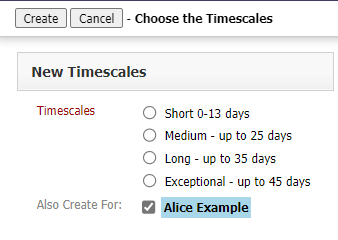 Create Cancel - Choose the Timescales
New Timescales
Timescales
Short 0-13 days
Medium - up to 25 days
Long - up to 35 days
Exceptional - up to 45 days
Also Create For: Alice Example